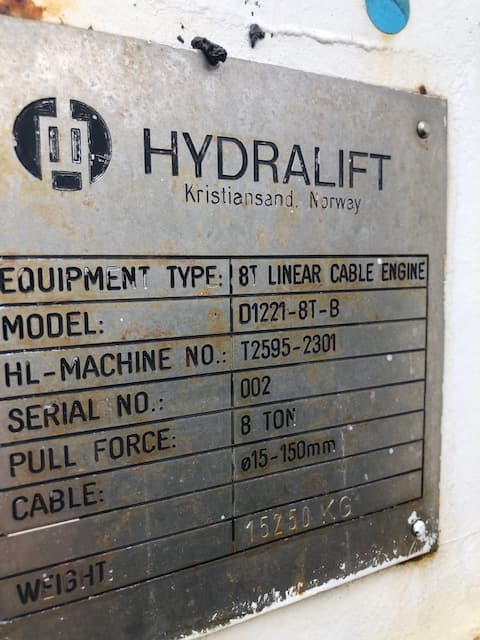 HYDRALIFT
Kristiansand, Norway
EQUIPMENT TYPE: 8T LINEAR CABLE ENGINE
MODEL: D1221-8T-B
HL-MACHINE NO.: T2595-2301
SERIAL NO.: 002
PULL FORCE: 8 TON
CABLE: ø15-150mm
WEIGHT: 15250 KG